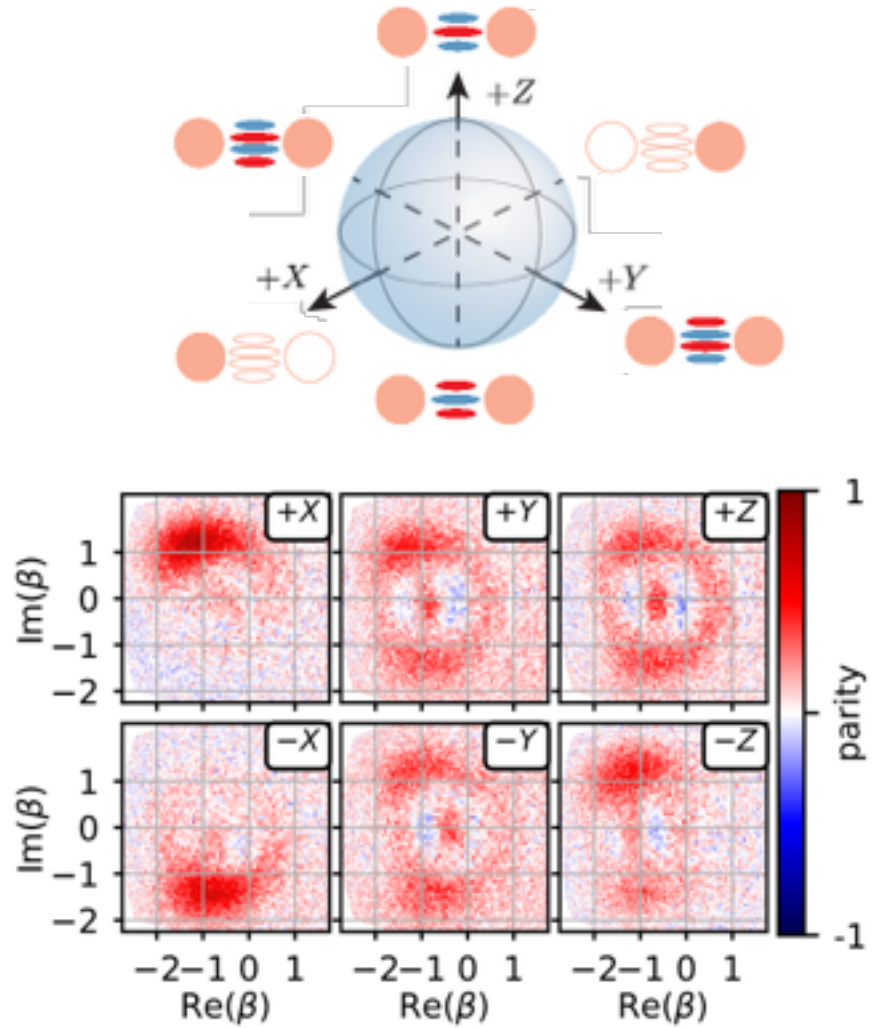 +Z
+X
+Y
+X
+Y
+Z
1
parity
-1
Im(β)
1
0
−1
−2
−X
−Y
−Z
Im(β)
1
0
−1
−2
−2 −1 0 1
−2 −1 0 1
−2 −1 0 1
Re(β)
Re(β)
Re(β)